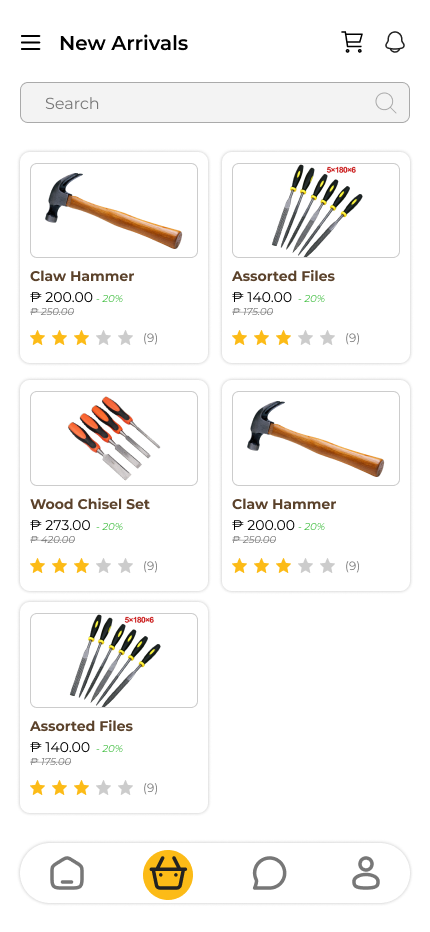 New Arrivals
Search
Claw Hammer
₱ 200.00 - 20%
₱ 250.00
(9)
5×180×6
Assorted Files
₱ 140.00 - 20%
₱ 175.00
(9)
Wood Chisel Set
₱ 273.00 - 20%
₱ 420.00
(9)
Claw Hammer
₱ 200.00 - 20%
₱ 250.00
(9)
5×180×6
Assorted Files
₱ 140.00 - 20%
₱ 175.00
(9)